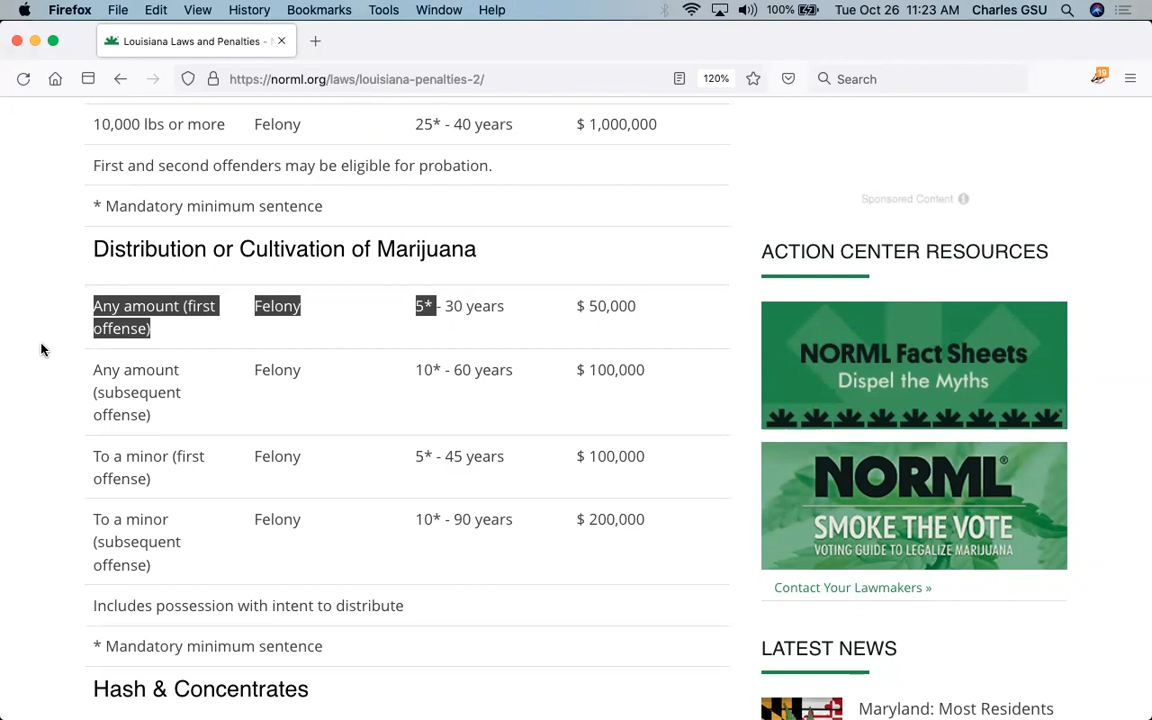 Firefox File Edit View History Bookmarks Tools Window Help 100% Tue Oct 26 11:23 AM Charles GSU
Louisiana Laws and Penalties -
https://norml.org/laws/louisiana-penalties-2/ 120% Search 19
10,000 lbs or more Felony 25* - 40 years $ 1,000,000
First and second offenders may be eligible for probation.
* Mandatory minimum sentence
Distribution or Cultivation of Marijuana
Any amount (first Felony 5* - 30 years $ 50,000
offense)
Any amount Felony 10* - 60 years $ 100,000
(subsequent
offense)
To a minor (first Felony 5* - 45 years $ 100,000
offense)
To a minor Felony 10* - 90 years $ 200,000
(subsequent
offense)
Includes possession with intent to distribute
* Mandatory minimum sentence
Hash & Concentrates
Sponsored Content
ACTION CENTER RESOURCES
NORML Fact Sheets
Dispel the Myths
NORML®
SMOKE THE VOTE
VOTING GUIDE TO LEGALIZE MARIJUANA
Contact Your Lawmakers »
LATEST NEWS
Maryland: Most Residents